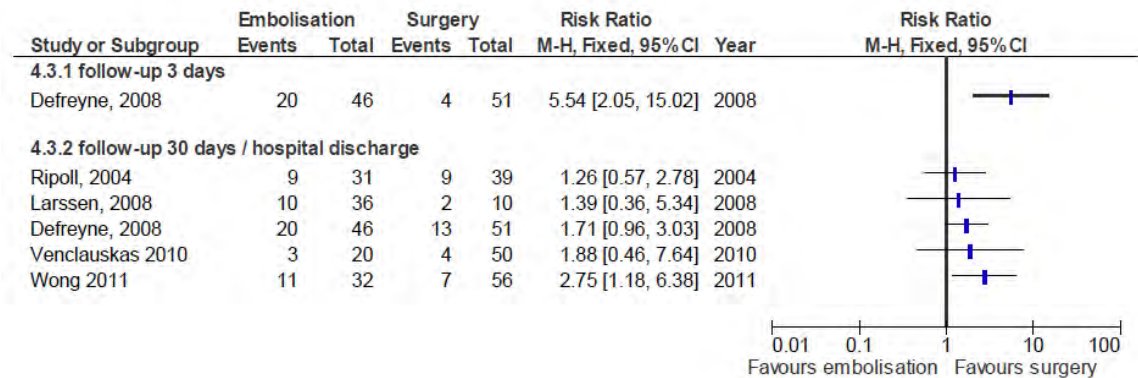 Embolisation Surgery Risk Ratio Risk Ratio
Study or Subgroup Events Total Events Total M-H, Fixed, 95% CI Year M-H, Fixed, 95% CI
4.3.1 follow-up 3 days
Defreyne, 2008 20 46 4 51 5.54 [2.05, 15.02] 2008
4.3.2 follow-up 30 days / hospital discharge
Ripoll, 2004 9 31 9 39 1.26 [0.57, 2.78] 2004
Larssen, 2008 10 36 2 10 1.39 [0.36, 5.34] 2008
Defreyne, 2008 20 46 13 51 1.71 [0.96, 3.03] 2008
Venclauskas 2010 3 20 4 50 1.88 [0.46, 7.64] 2010
Wong 2011 11 32 7 56 2.75 [1.18, 6.38] 2011
0.01 0.1 1 10 100
Favours embolisation Favours surgery